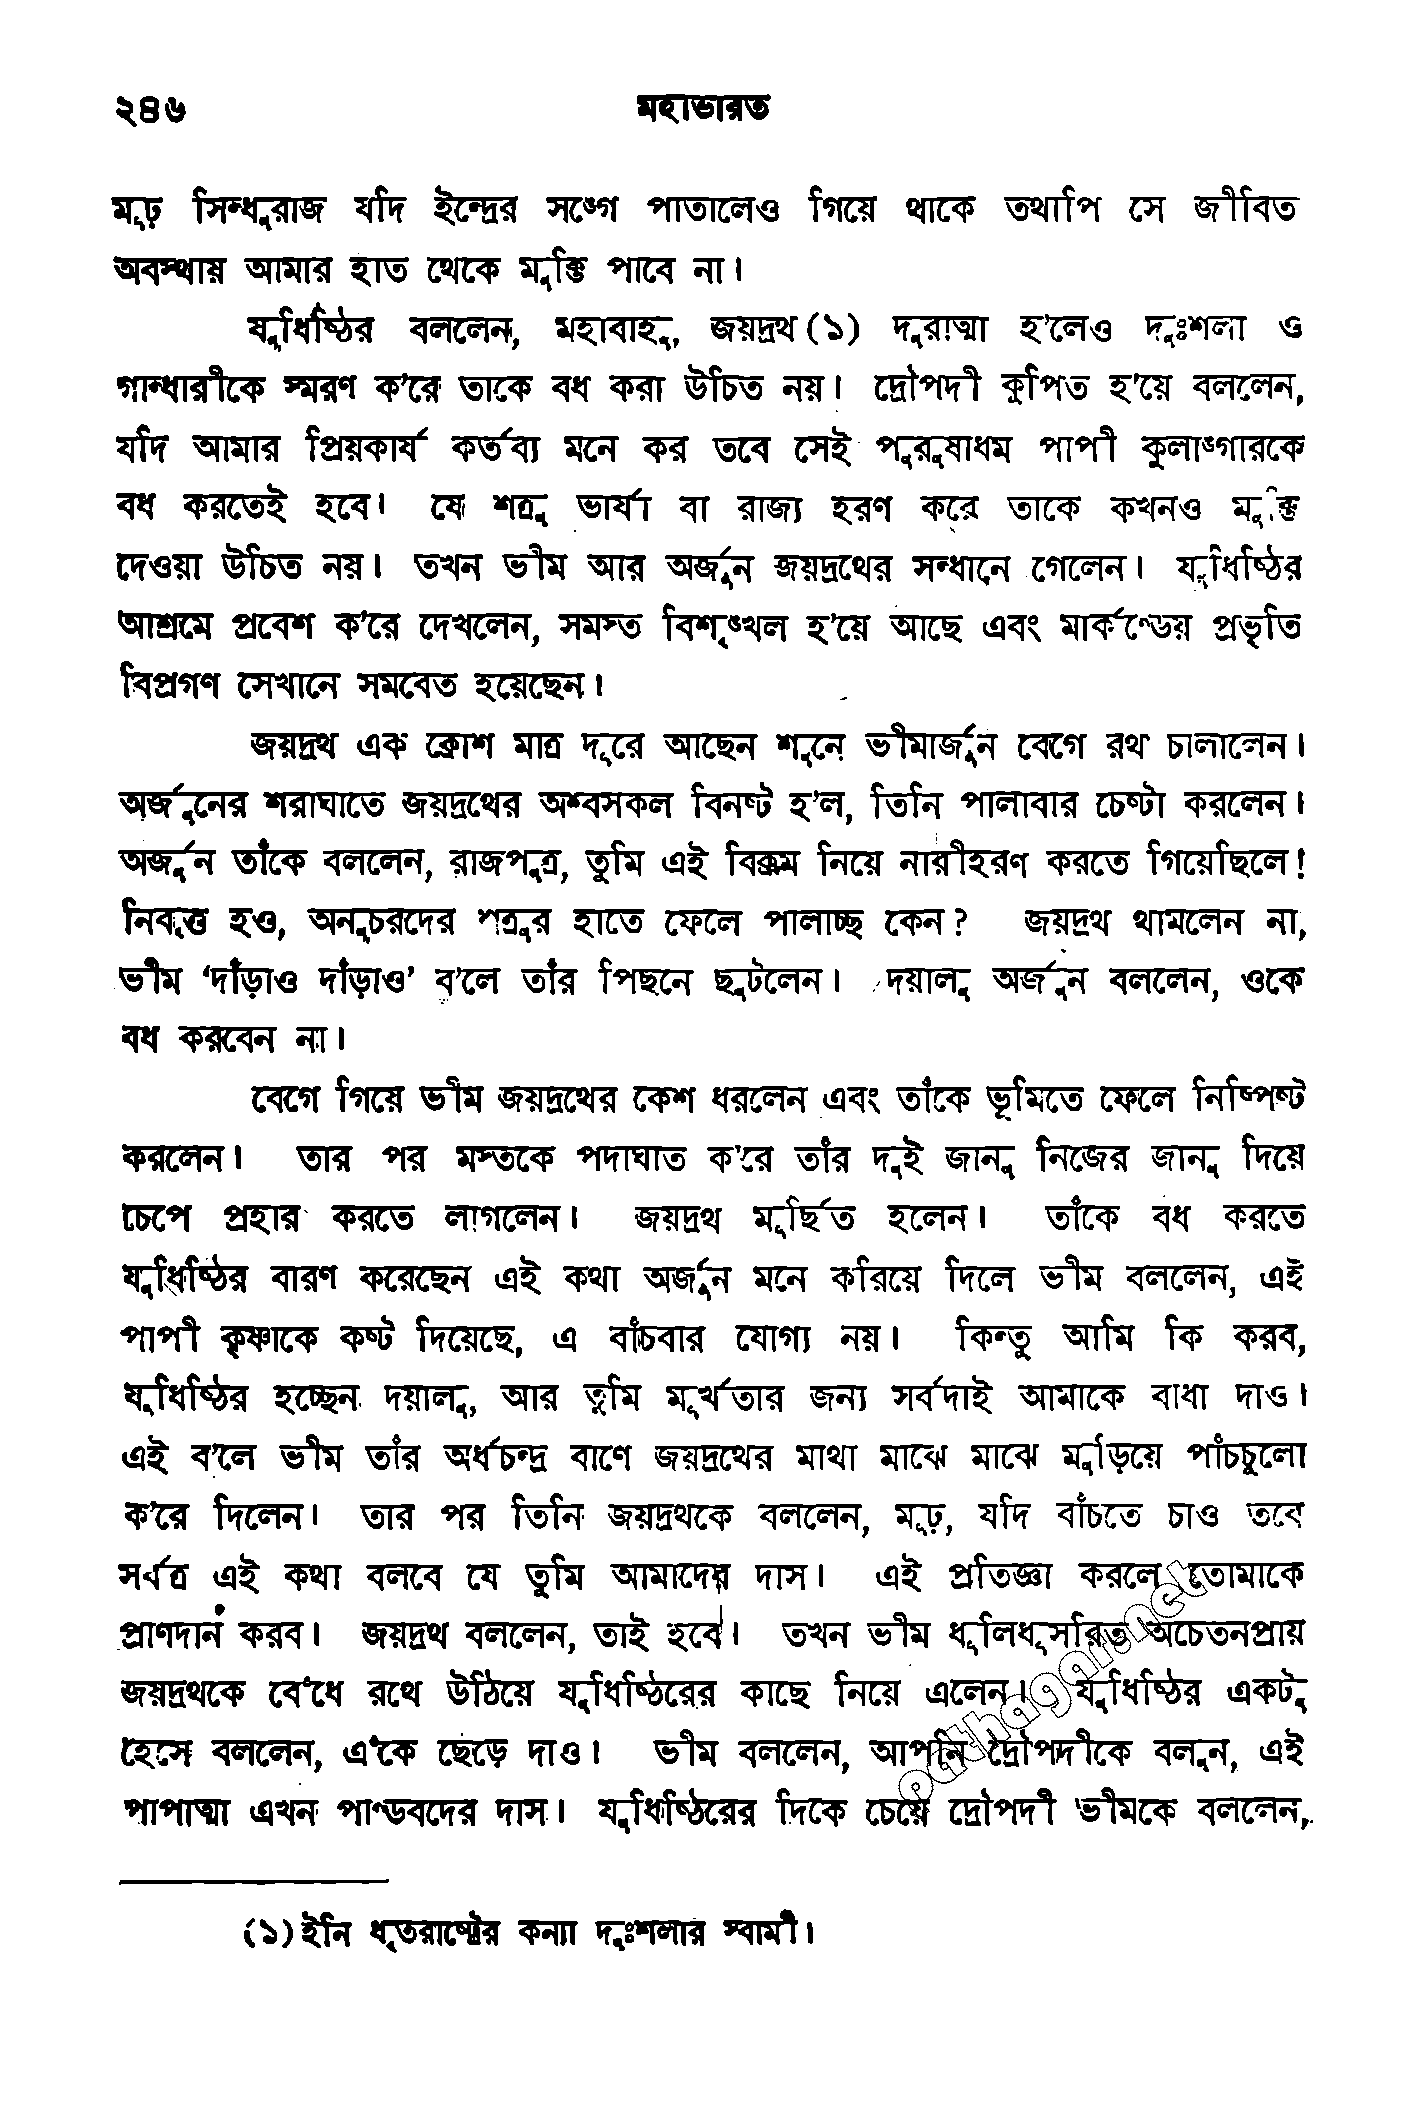 ২৪৬ মহাভারত
মূঢ় সিন্ধুরাজ যদি ইন্দ্রের সঙ্গে পাতালেও গিয়ে থাকে তথাপি সে জীবিত
অবস্থায় আমার হাত থেকে মুক্তি পাবে না।
যুধিষ্ঠির বললেন, মহাবাহু, জয়দ্রথ (১) দুরাত্মা হ’লেও দুঃশলা ও
গান্ধারীকে স্মরণ ক’রে তাকে বধ করা উচিত নয়। দ্রৌপদী কুপিত হ’য়ে বললেন,
যদি আমার প্রিয়কার্য কর্তব্য মনে কর তবে সেই পুরুষাধম পাপী কুলাঙ্গারকে
বধ করতেই হবে। যে শত্রু ভার্যা বা রাজ্য হরণ করে তাকে কখনও মুক্তি
দেওয়া উচিত নয়। তখন ভীম আর অর্জুন জয়দ্রথের সন্ধানে গেলেন। যুধিষ্ঠির
আশ্রমে প্রবেশ ক’রে দেখলেন, সমস্ত বিশৃঙ্খল হ’য়ে আছে এবং মার্কণ্ডেয় প্রভৃতি
বিপ্রগণ সেখানে সমবেত হয়েছেন।
জয়দ্রথ এক ক্রোশ মাত্র দূরে আছেন শুনে ভীমার্জুন বেগে রথ চালালেন।
অর্জুনের শরাঘাতে জয়দ্রথের অশ্বসকল বিনষ্ট হ’ল, তিনি পালাবার চেষ্টা করলেন।
অর্জুন তাঁকে বললেন, রাজপুত্র, তুমি এই বিক্রম নিয়ে নারীহরণ করতে গিয়েছিলে!
নিবৃত্ত হও, অনুচরদের শত্রুর হাতে ফেলে পালাচ্ছ কেন? জয়দ্রথ থামলেন না,
ভীম ‘দাঁড়াও দাঁড়াও’ ব’লে তাঁর পিছনে ছুটলেন। দয়ালু অর্জুন বললেন, ওকে
বধ করবেন না।
বেগে গিয়ে ভীম জয়দ্রথের কেশ ধরলেন এবং তাঁকে ভূমিতে ফেলে নিষ্পিষ্ট
করলেন। তার পর মস্তকে পদাঘাত ক’রে তাঁর দুই জানু নিজের জানু দিয়ে
চেপে প্রহার করতে লাগলেন। জয়দ্রথ মূর্ছিত হলেন। তাঁকে বধ করতে
যুধিষ্ঠির বারণ করেছেন এই কথা অর্জুন মনে করিয়ে দিলে ভীম বললেন, এই
পাপী কৃষ্ণাকে কষ্ট দিয়েছে, এ বাঁচবার যোগ্য নয়। কিন্তু আমি কি করব,
যুধিষ্ঠির হচ্ছেন দয়ালু, আর তুমি মূর্খতার জন্য সর্বদাই আমাকে বাধা দাও।
এই ব’লে ভীম তাঁর অর্ধচন্দ্র বাণে জয়দ্রথের মাথা মাঝে মাঝে মুড়িয়ে পাঁচচুলো
ক’রে দিলেন। তার পর তিনি জয়দ্রথকে বললেন, মূঢ়, যদি বাঁচতে চাও তবে
সর্বত্র এই কথা বলবে যে তুমি আমাদের দাস। এই প্রতিজ্ঞা করলে তোমাকে
প্রাণদান করব। জয়দ্রথ বললেন, তাই হবে। তখন ভীম ধূলিধূসরিত অচেতনপ্রায়
জয়দ্রথকে বেঁধে রথে উঠিয়ে যুধিষ্ঠিরের কাছে নিয়ে এলেন। যুধিষ্ঠির একটু
হেসে বললেন, এঁকে ছেড়ে দাও। ভীম বললেন, আপনি দ্রৌপদীকে বলুন, এই
পাপাত্মা এখন পাণ্ডবদের দাস। যুধিষ্ঠিরের দিকে চেয়ে দ্রৌপদী ভীমকে বললেন,
(১) ইনি ধৃতরাষ্ট্রের কন্যা দুঃশলার স্বামী।
pathagar.net